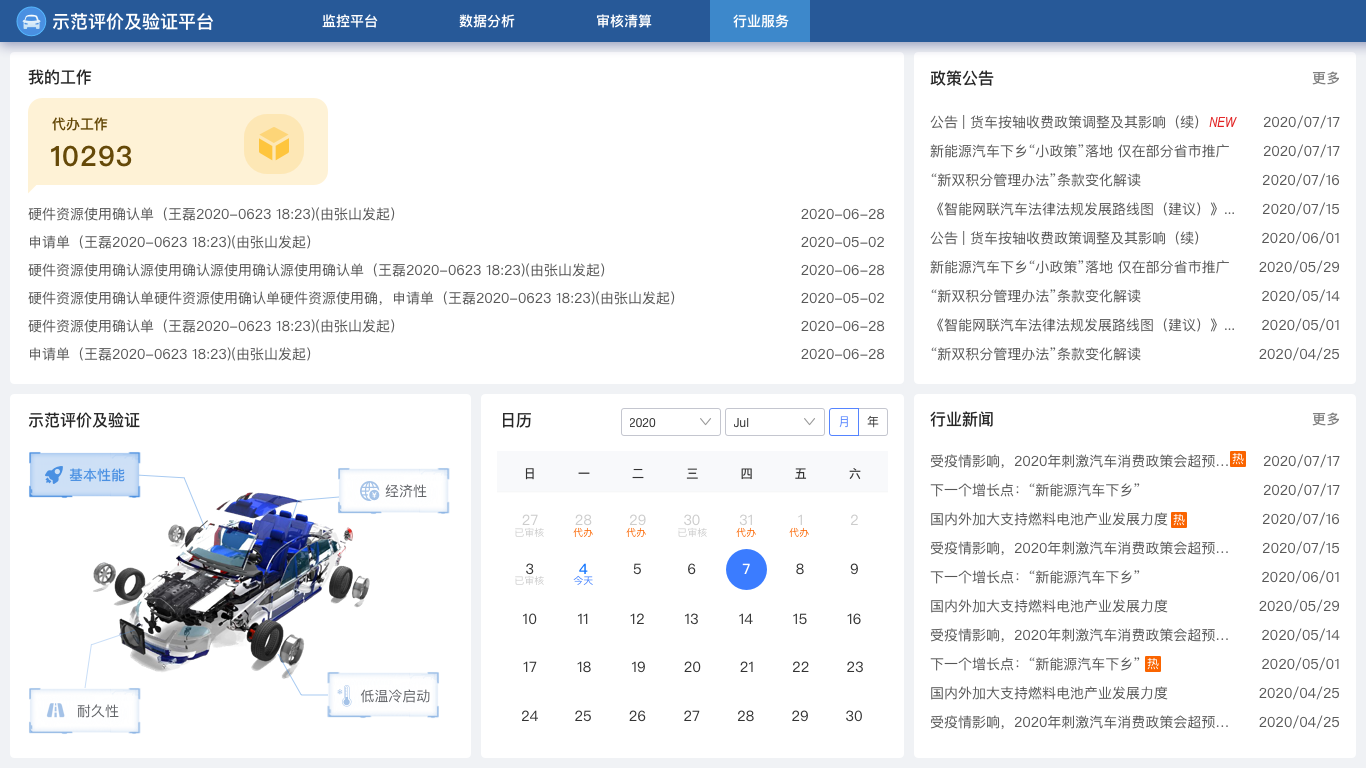 示范评价及验证平台 监控平台 数据分析 审核清算 行业服务
我的工作
代办工作
10293
硬件资源使用确认单（王磊2020-0623 18:23)(由张山发起） 2020-06-28
申请单（王磊2020-0623 18:23)(由张山发起） 2020-05-02
硬件资源使用确认源使用确认源使用确认源使用确认单（王磊2020-0623 18:23)(由张山发起） 2020-06-28
硬件资源使用确认单硬件资源使用确认单硬件资源使用确，申请单（王磊2020-0623 18:23)(由张山发起） 2020-05-02
硬件资源使用确认单（王磊2020-0623 18:23)(由张山发起） 2020-06-28
申请单（王磊2020-0623 18:23)(由张山发起） 2020-06-28
政策公告 更多
公告 | 货车按轴收费政策调整及其影响（续） NEW 2020/07/17
新能源汽车下乡“小政策”落地 仅在部分省市推广 2020/07/17
“新双积分管理办法”条款变化解读 2020/07/16
《智能网联汽车法律法规发展路线图（建议）》... 2020/07/15
公告 | 货车按轴收费政策调整及其影响（续） 2020/06/01
新能源汽车下乡“小政策”落地 仅在部分省市推广 2020/05/29
“新双积分管理办法”条款变化解读 2020/05/14
《智能网联汽车法律法规发展路线图（建议）》... 2020/05/01
“新双积分管理办法”条款变化解读 2020/04/25
示范评价及验证
基本性能
经济性
耐久性
低温冷启动
日历 2020 Jul 月 年
日 一 二 三 四 五 六
27 28 29 30 31 1 2
已审核 代办 代办 已审核 代办 代办
3 4 5 6 7 8 9
已审核 今天
10 11 12 13 14 15 16
17 18 19 20 21 22 23
24 25 26 27 28 29 30
行业新闻 更多
受疫情影响，2020年刺激汽车消费政策会超预... 热 2020/07/17
下一个增长点：“新能源汽车下乡” 2020/07/17
国内外加大支持燃料电池产业发展力度 热 2020/07/16
受疫情影响，2020年刺激汽车消费政策会超预... 2020/07/15
下一个增长点：“新能源汽车下乡” 2020/06/01
国内外加大支持燃料电池产业发展力度 2020/05/29
受疫情影响，2020年刺激汽车消费政策会超预... 2020/05/14
下一个增长点：“新能源汽车下乡” 热 2020/05/01
国内外加大支持燃料电池产业发展力度 2020/04/25
受疫情影响，2020年刺激汽车消费政策会超预... 2020/04/25